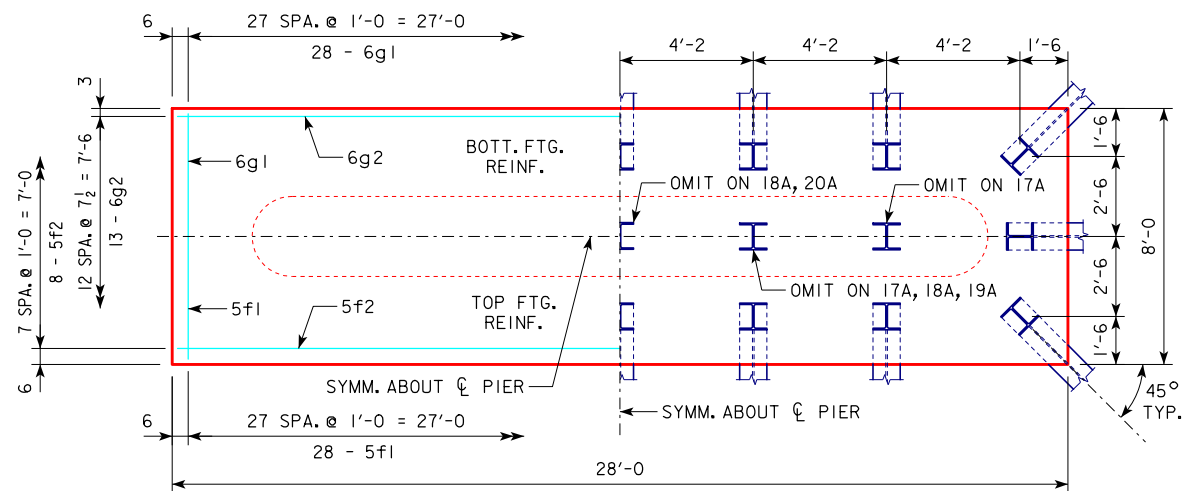 6
27 SPA. @ 1'-0 = 27'-0
28 - 6g1
4'-2
4'-2
4'-2
1'-6
3
12 SPA. @ 7 1/2 = 7'-6
13 - 6g2
7 SPA. @ 1'-0 = 7'-0
8 - 5f2
6
6g1
6g2
BOTT. FTG.
REINF.
OMIT ON 18A, 20A
OMIT ON 17A
1'-6
2'-6
8'-0
2'-6
1'-6
OMIT ON 17A, 18A, 19A
5f1
5f2
TOP FTG.
REINF.
SYMM. ABOUT ℄ PIER
SYMM. ABOUT ℄ PIER
45°
TYP.
6
27 SPA. @ 1'-0 = 27'-0
28 - 5f1
28'-0